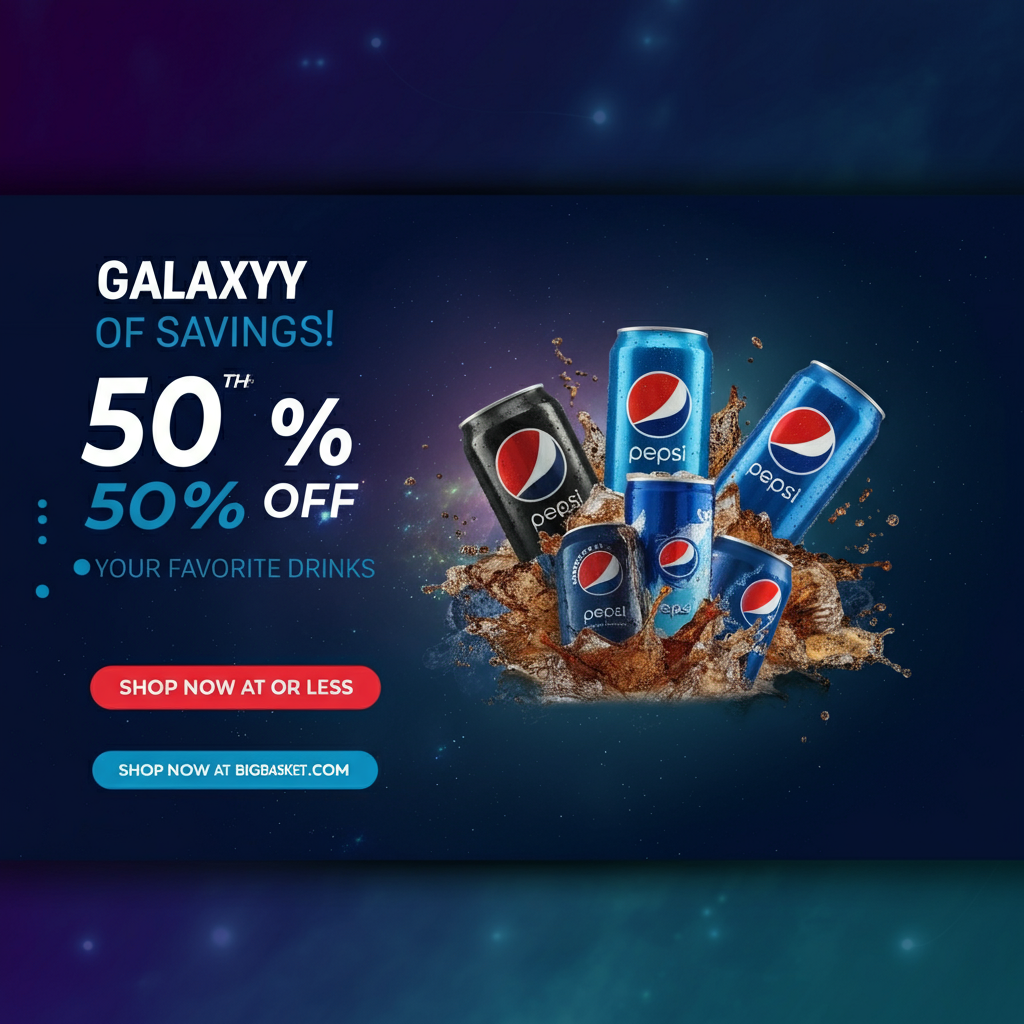 GALAXYY
OF SAVINGS!
50TH %
50% OFF
YOUR FAVORITE DRINKS
SHOP NOW AT OR LESS
SHOP NOW AT BIGBASKET.COM
pepsi
pepsi
pepsi
pepsi
epsi